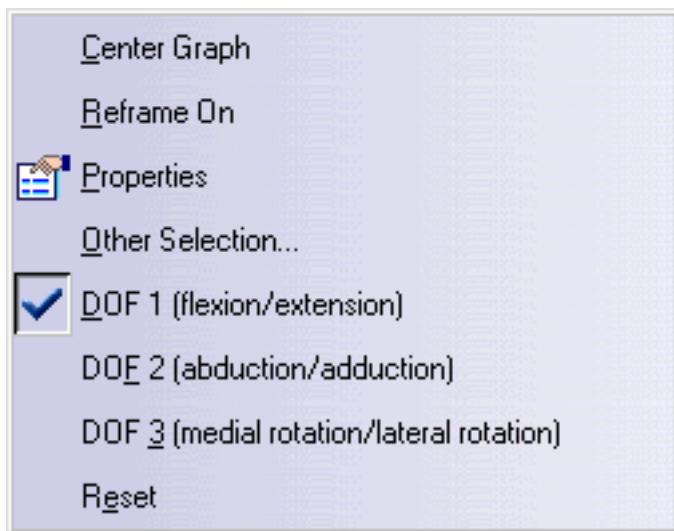 Center Graph
Reframe On
Properties
Other Selection...
DOF 1 (flexion/extension)
DOF 2 (abduction/adduction)
DOF 3 (medial rotation/lateral rotation)
Reset